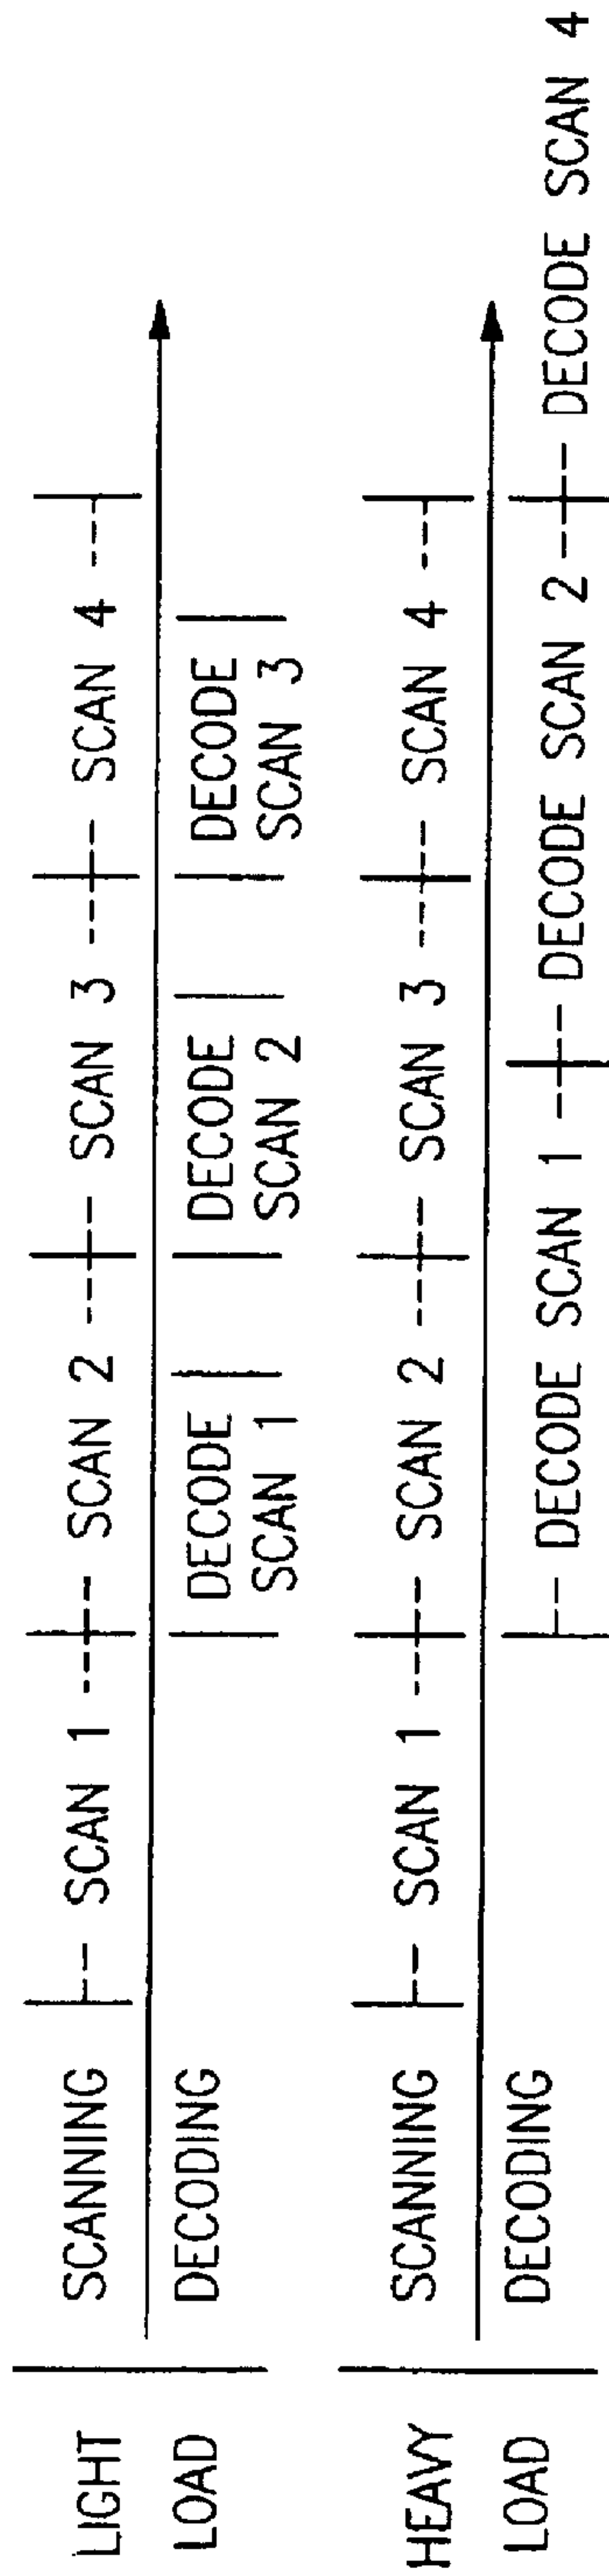 LIGHT
LOAD
SCANNING
SCAN 1
SCAN 2
SCAN 3
SCAN 4
DECODING
DECODE
SCAN 1
DECODE
SCAN 2
DECODE
SCAN 3
HEAVY
LOAD
SCANNING
SCAN 1
SCAN 2
SCAN 3
SCAN 4
DECODING
DECODE SCAN 1
DECODE SCAN 2
DECODE SCAN 4